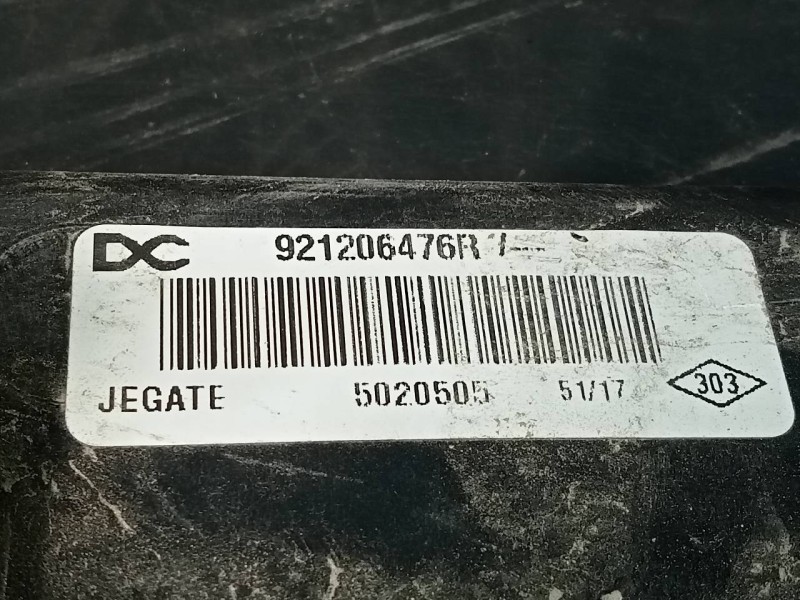 DC 921206476R /---
JEGATE 5020505 51/17 303